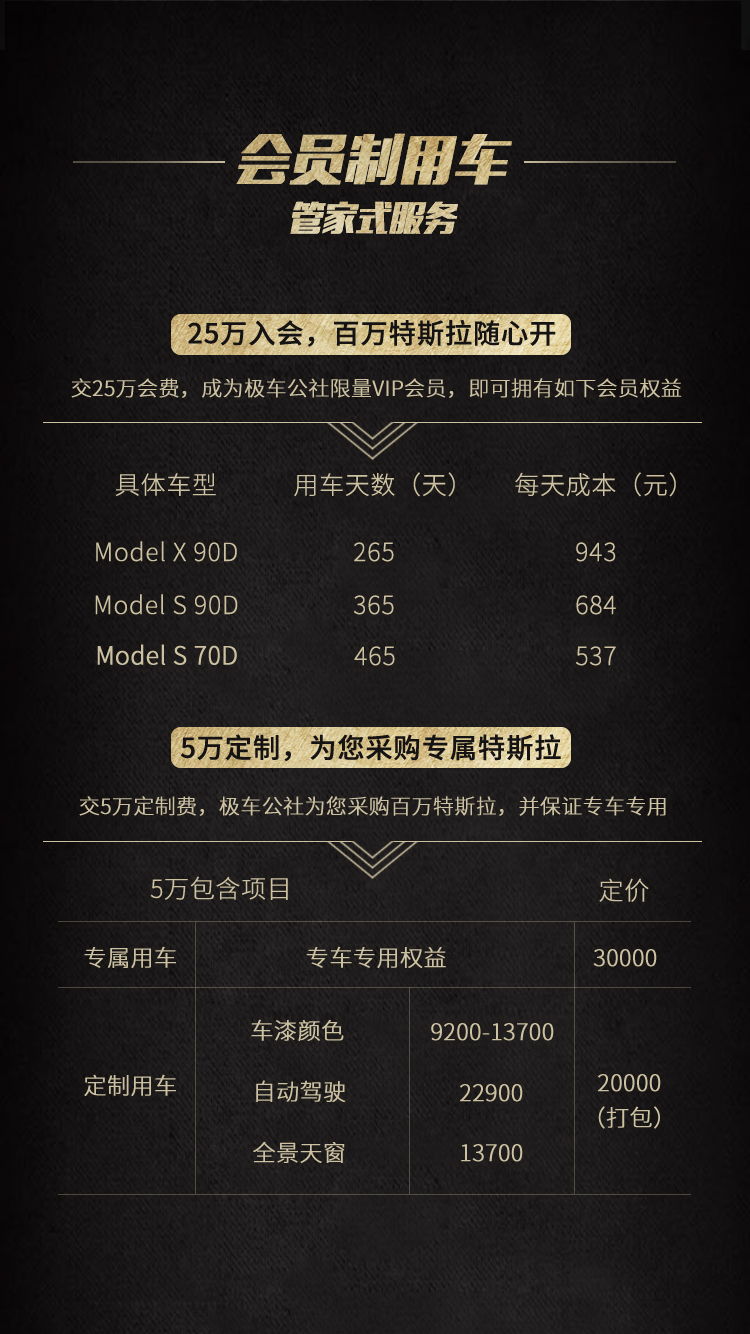 会员制用车
管家式服务
25万入会，百万特斯拉随心开
交25万会费，成为极车公社限量VIP会员，即可拥有如下会员权益
具体车型 用车天数（天） 每天成本（元）
Model X 90D 265 943
Model S 90D 365 684
Model S 70D 465 537
5万定制，为您采购专属特斯拉
交5万定制费，极车公社为您采购百万特斯拉，并保证专车专用
5万包含项目 定价
专属用车 专车专用权益 30000
车漆颜色 9200-13700
定制用车 自动驾驶 22900 20000
（打包）
全景天窗 13700